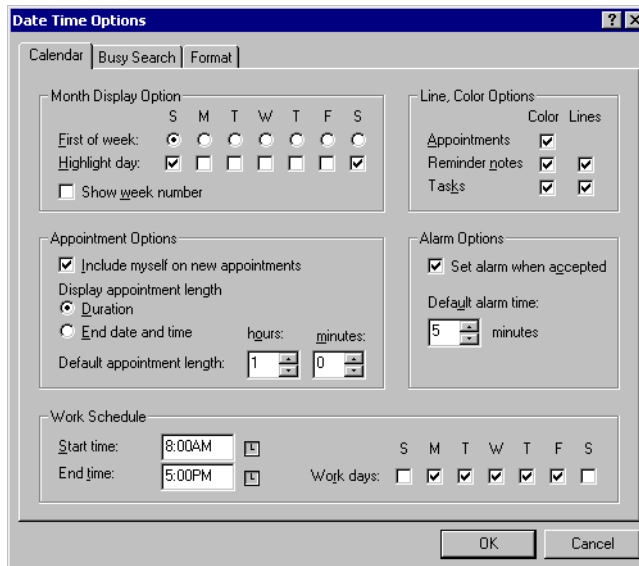 Date Time Options
Calendar Busy Search Format
Month Display Option
S M T W T F S
First of week:
Highlight day:
Show week number
Line, Color Options
Color Lines
Appointments
Reminder notes
Tasks
Appointment Options
Include myself on new appointments
Display appointment length
Duration
End date and time
hours: minutes:
Default appointment length: 1 0
Alarm Options
Set alarm when accepted
Default alarm time:
5 minutes
Work Schedule
Start time: 8:00AM
End time: 5:00PM
S M T W T F S
Work days:
OK Cancel